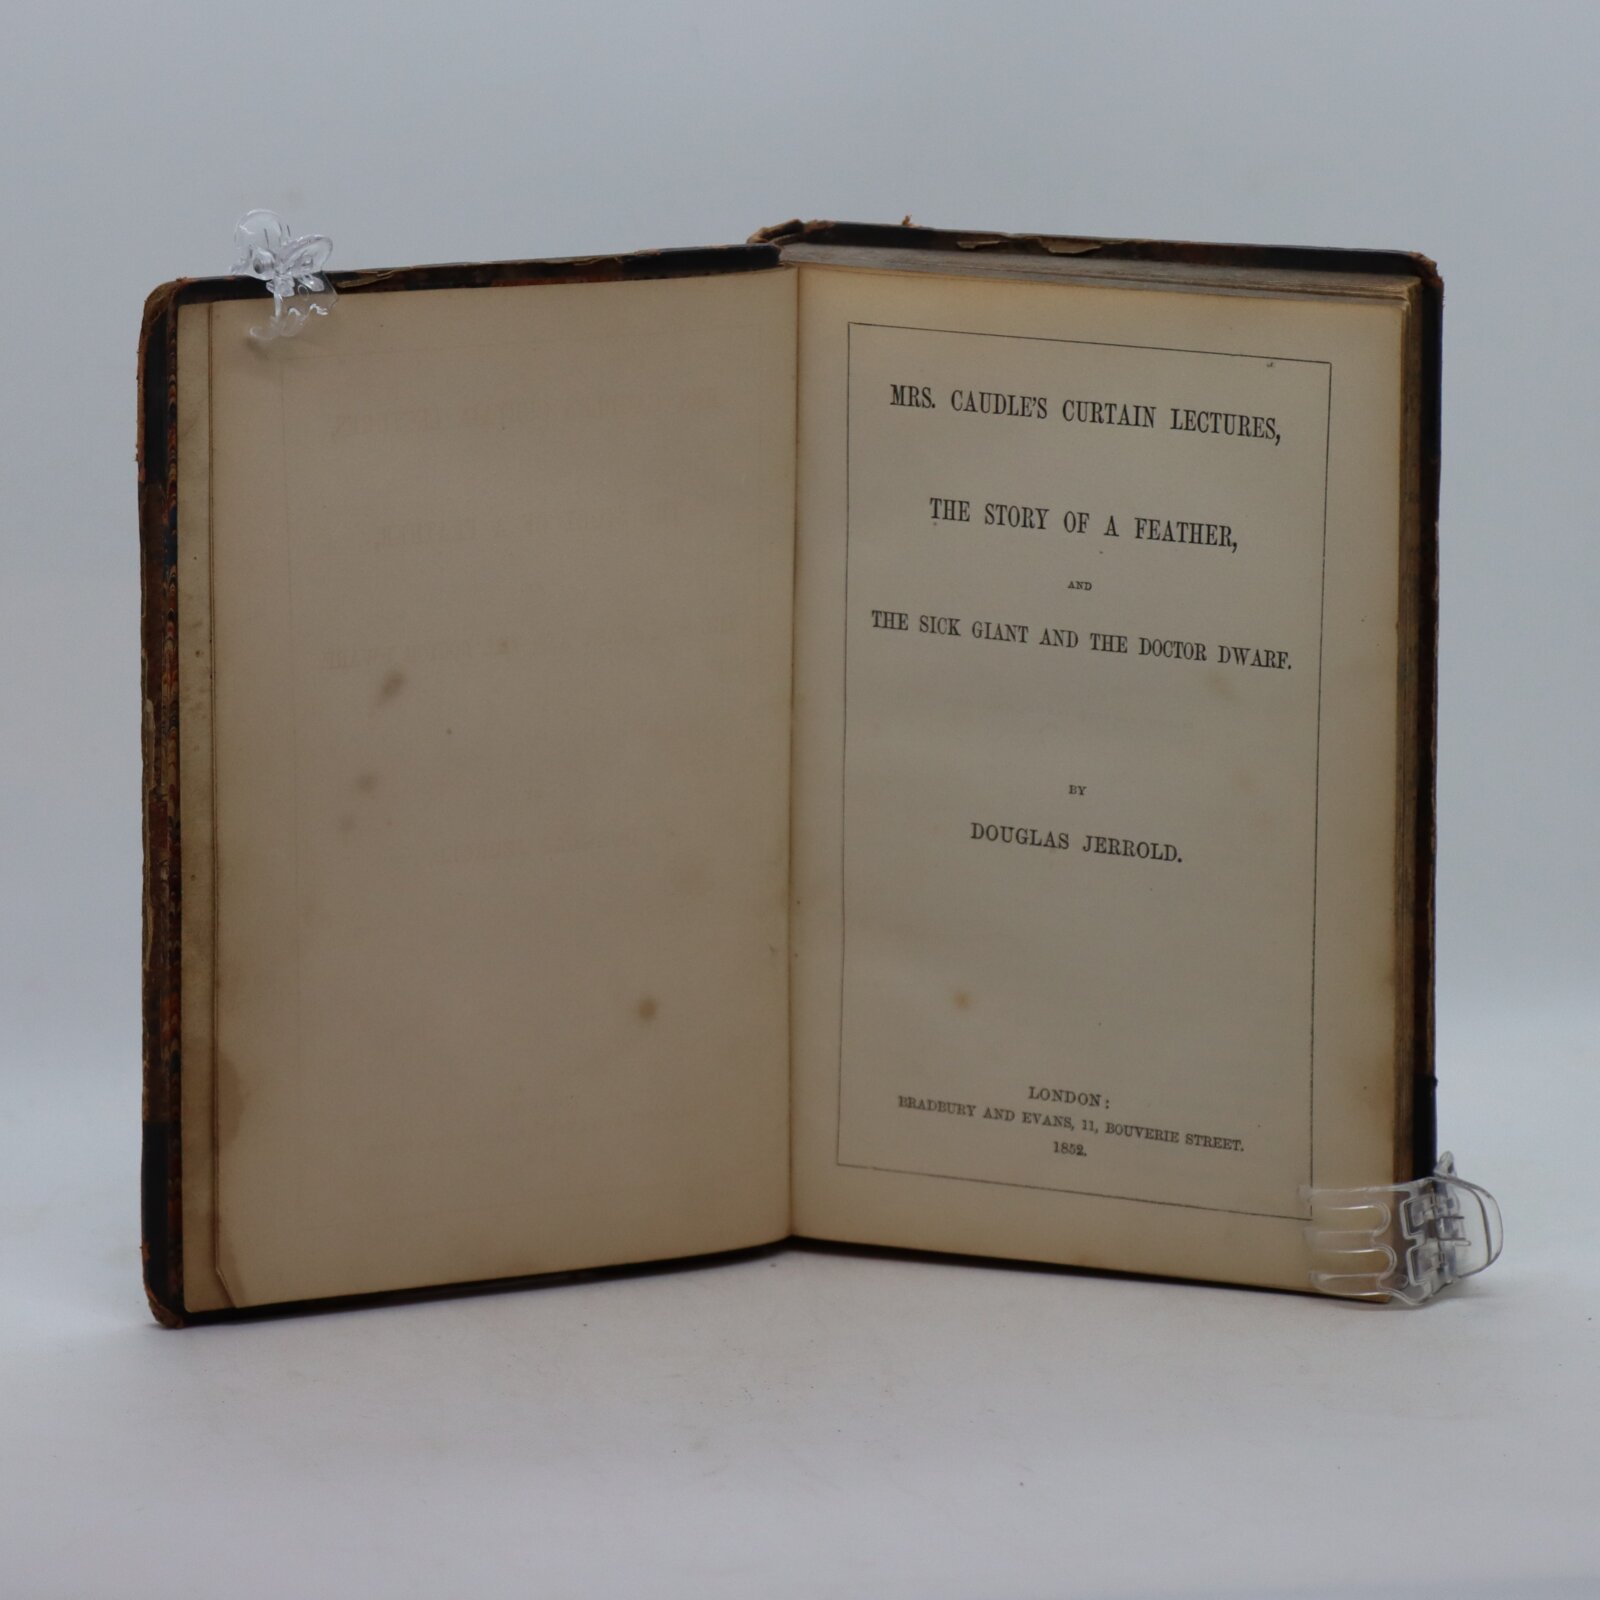 MRS. CAUDLE'S CURTAIN LECTURES,
THE STORY OF A FEATHER,
AND
THE SICK GIANT AND THE DOCTOR DWARF.
BY
DOUGLAS JERROLD.
LONDON:
BRADBURY AND EVANS, 11, BOUVERIE STREET.
1852.